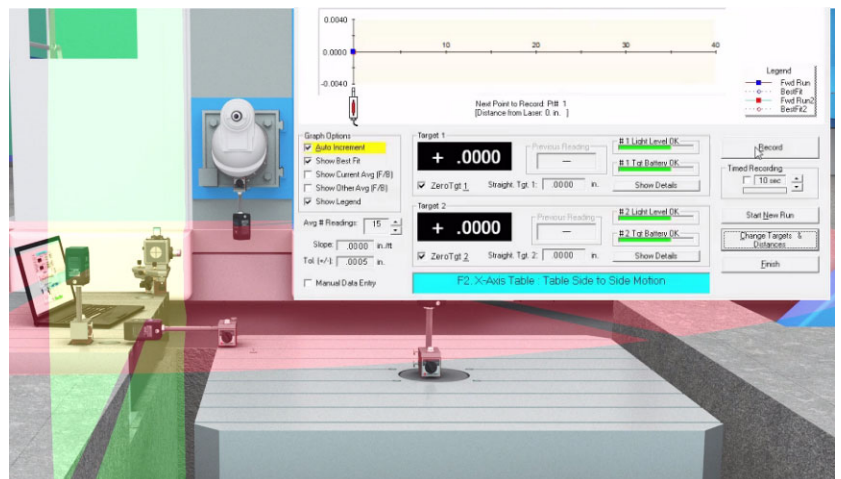 0.0040
0.0000
-0.0040
10
20
30
40
Next Point to Record: Pt# 1
[Distance from Laser: 0. in. ]
Legend
Fwd Run
BestFit
Fwd Run2
BestFit2
Graph Options
Auto Increment
Show Best Fit
Show Current Avg (F/B)
Show Other Avg (F/B)
Show Legend
Avg # Readings: 15
Slope: .0000 in./ft
Tol. (+/-): .0005 in.
Manual Data Entry
Target 1
+ .0000
Previous Reading
---
# 1 Light Level OK
# 1 Tgt Battery OK
ZeroTgt 1
Straight. Tgt. 1: .0000 in.
Show Details
Target 2
+ .0000
Previous Reading
---
# 2 Light Level OK
# 2 Tgt Battery OK
ZeroTgt 2
Straight. Tgt. 2: .0000 in.
Show Details
F2. X-Axis Table : Table Side to Side Motion
Record
Timed Recording
10 sec
Start New Run
Change Targets &
Distances
Finish